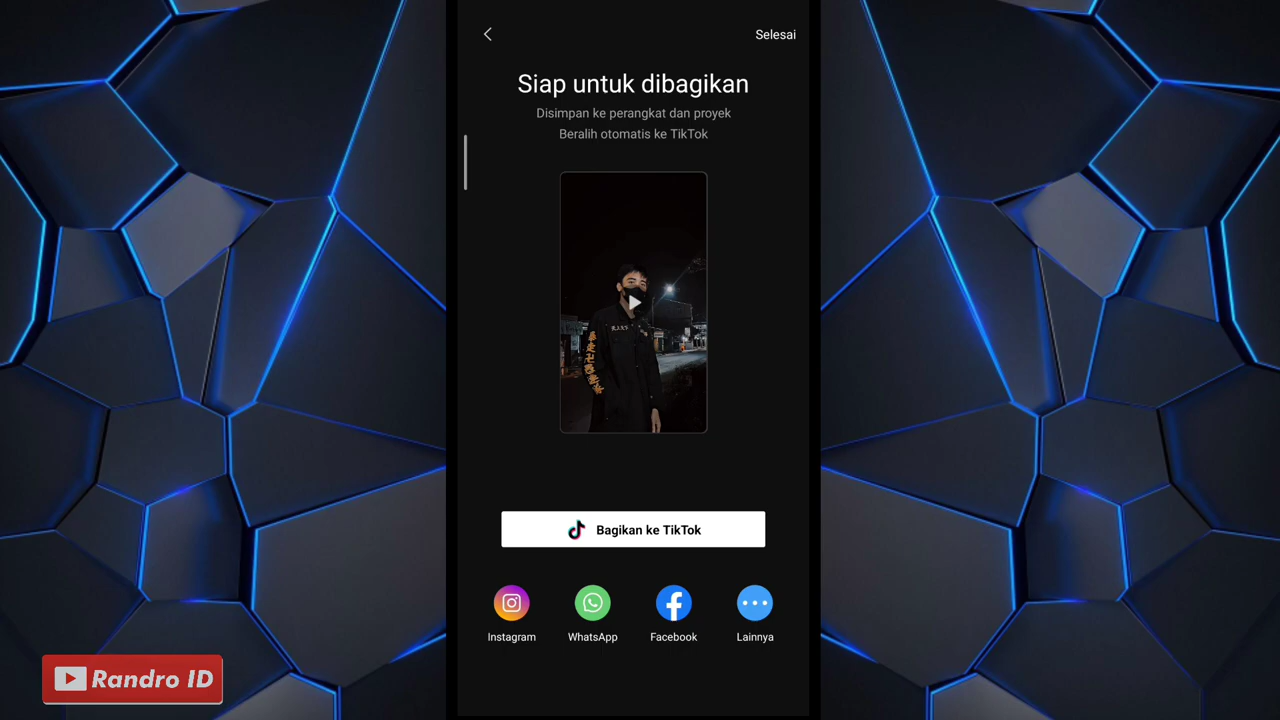 Selesai
Siap untuk dibagikan
Disimpan ke perangkat dan proyek
Beralih otomatis ke TikTok
Bagikan ke TikTok
Instagram
WhatsApp
Facebook
Lainnya
Randro ID